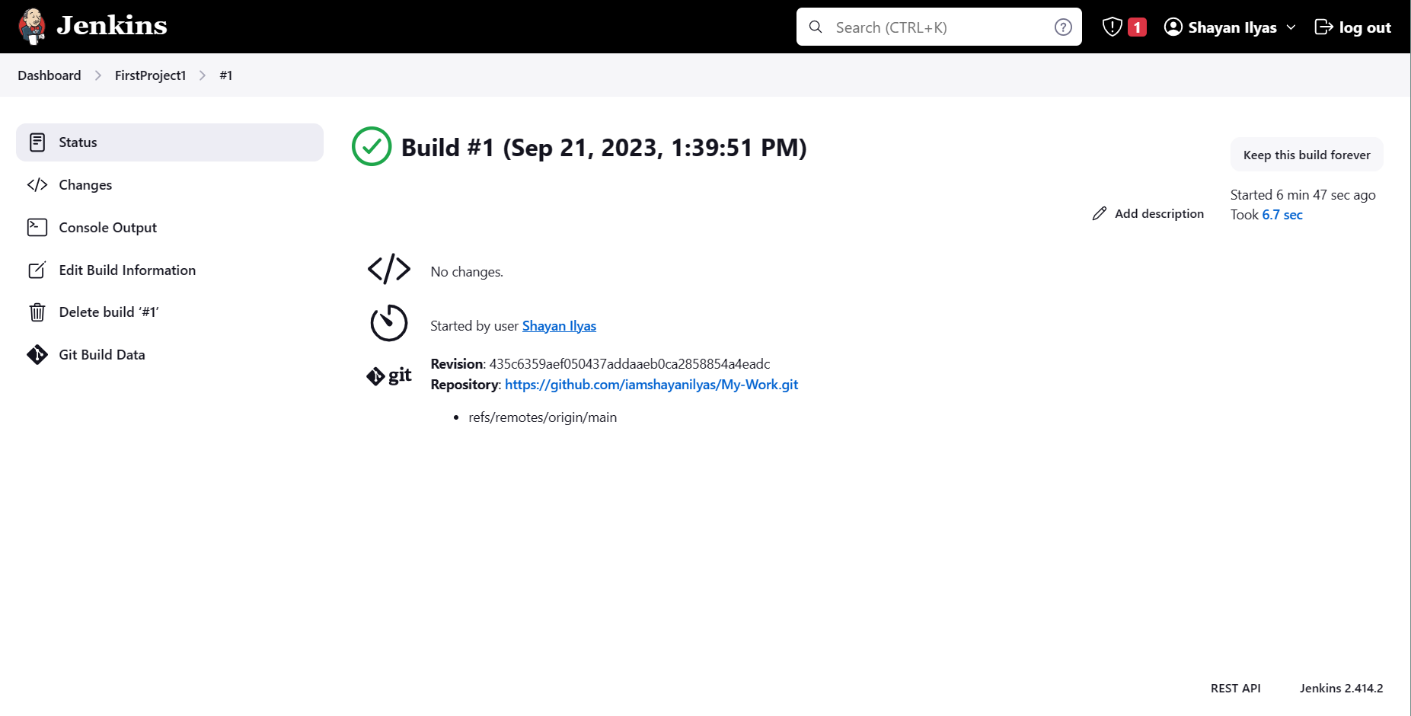 Jenkins
Search (CTRL+K)
1
Shayan Ilyas
log out
Dashboard
FirstProject1
#1
Status
Changes
Console Output
Edit Build Information
Delete build ‘#1’
Git Build Data
Build #1 (Sep 21, 2023, 1:39:51 PM)
Keep this build forever
Started 6 min 47 sec ago
Took 6.7 sec
Add description
No changes.
Started by user Shayan Ilyas
git
Revision: 435c6359aef050437addaaeb0ca2858854a4eadc
Repository: https://github.com/iamshayanilyas/My-Work.git
• refs/remotes/origin/main
REST API
Jenkins 2.414.2